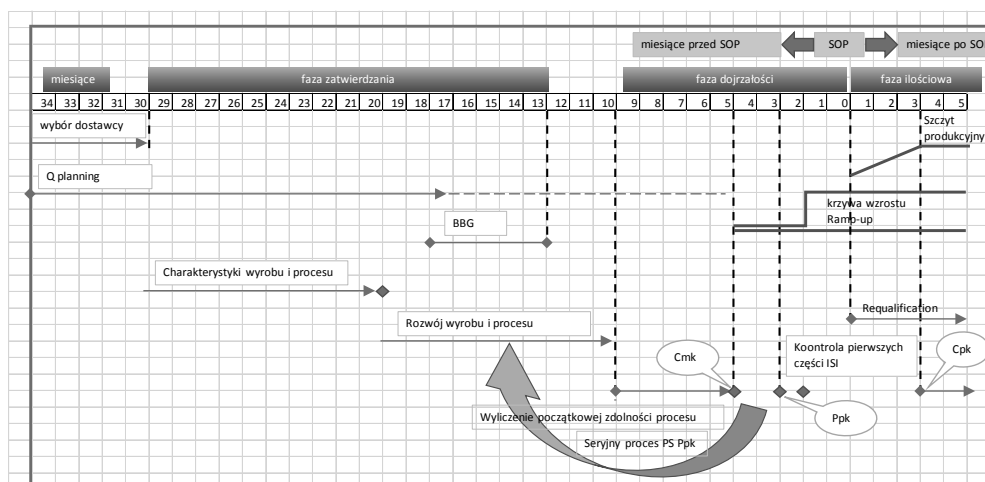 miesiące przed SOP
SOP
miesiące po SO
miesiące
faza zatwierdzania
faza dojrzałości
faza ilościowa
34 33 32 31 30 29 28 27 26 25 24 23 22 21 20 19 18 17 16 15 14 13 12 11 10 9 8 7 6 5 4 3 2 1 0 1 2 3 4 5
wybór dostawcy
Szczyt
produkcyjny
Q planning
krzywa wzrostu
Ramp-up
BBG
Charakterystyki wyrobu i procesu
Requalification
Rozwój wyrobu i procesu
Koontrola pierwszych
części ISI
Cmk
Cpk
Ppk
Wyliczenie początkowej zdolności procesu
Seryjny proces PS Ppk